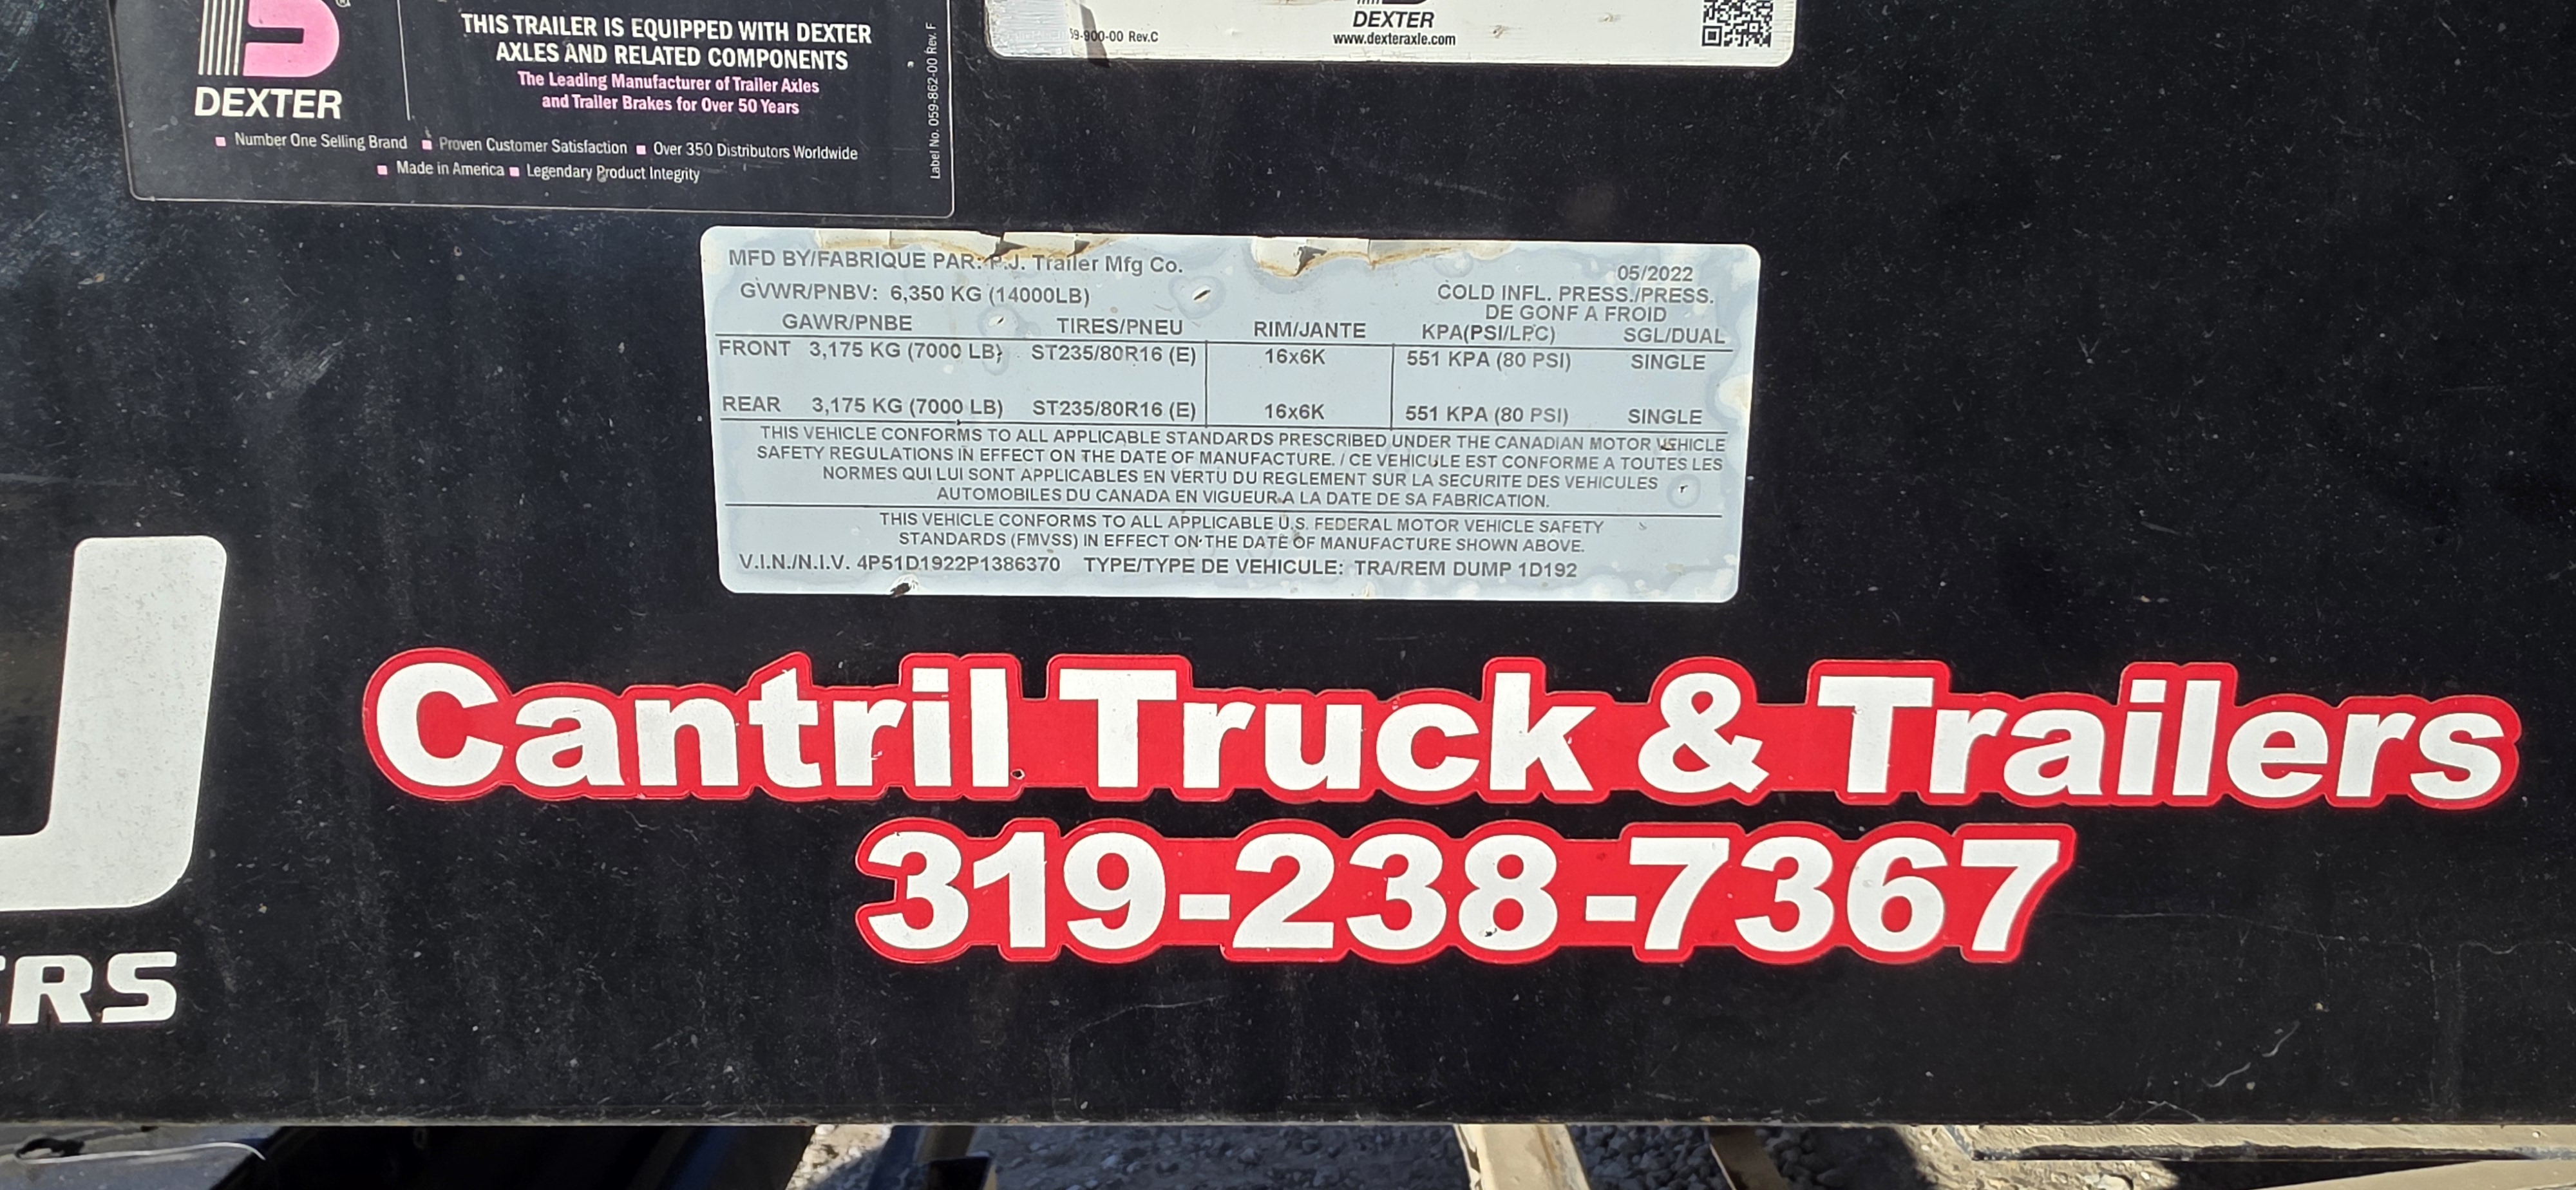 THIS TRAILER IS EQUIPPED WITH DEXTER
AXLES AND RELATED COMPONENTS
The Leading Manufacturer of Trailer Axles
and Trailer Brakes for Over 50 Years
DEXTER
Number One Selling Brand Proven Customer Satisfaction Over 350 Distributors Worldwide
Made in America Legendary Product Integrity
Label No. 059-862-00 Rev. F
DEXTER
59-900-00 Rev.C
www.dexteraxle.com
MFD BY/FABRIQUE PAR: P.J. Trailer Mfg Co.
05/2022
GVWR/PNBV: 6,350 KG (14000LB)
COLD INFL. PRESS./PRESS.
DE GONF A FROID
GAWR/PNBE TIRES/PNEU RIM/JANTE KPA(PSI/LPC) SGL/DUAL
FRONT 3,175 KG (7000 LB) ST235/80R16 (E) 16x6K 551 KPA (80 PSI) SINGLE
REAR 3,175 KG (7000 LB) ST235/80R16 (E) 16x6K 551 KPA (80 PSI) SINGLE
THIS VEHICLE CONFORMS TO ALL APPLICABLE STANDARDS PRESCRIBED UNDER THE CANADIAN MOTOR VEHICLE
SAFETY REGULATIONS IN EFFECT ON THE DATE OF MANUFACTURE. / CE VEHICULE EST CONFORME A TOUTES LES
NORMES QUI LUI SONT APPLICABLES EN VERTU DU REGLEMENT SUR LA SECURITE DES VEHICULES
AUTOMOBILES DU CANADA EN VIGUEUR A LA DATE DE SA FABRICATION.
THIS VEHICLE CONFORMS TO ALL APPLICABLE U.S. FEDERAL MOTOR VEHICLE SAFETY
STANDARDS (FMVSS) IN EFFECT ON THE DATE OF MANUFACTURE SHOWN ABOVE.
V.I.N./N.I.V. 4P51D1922P1386370 TYPE/TYPE DE VEHICULE: TRA/REM DUMP 1D192
J
ERS
Cantril Truck & Trailers
319-238-7367